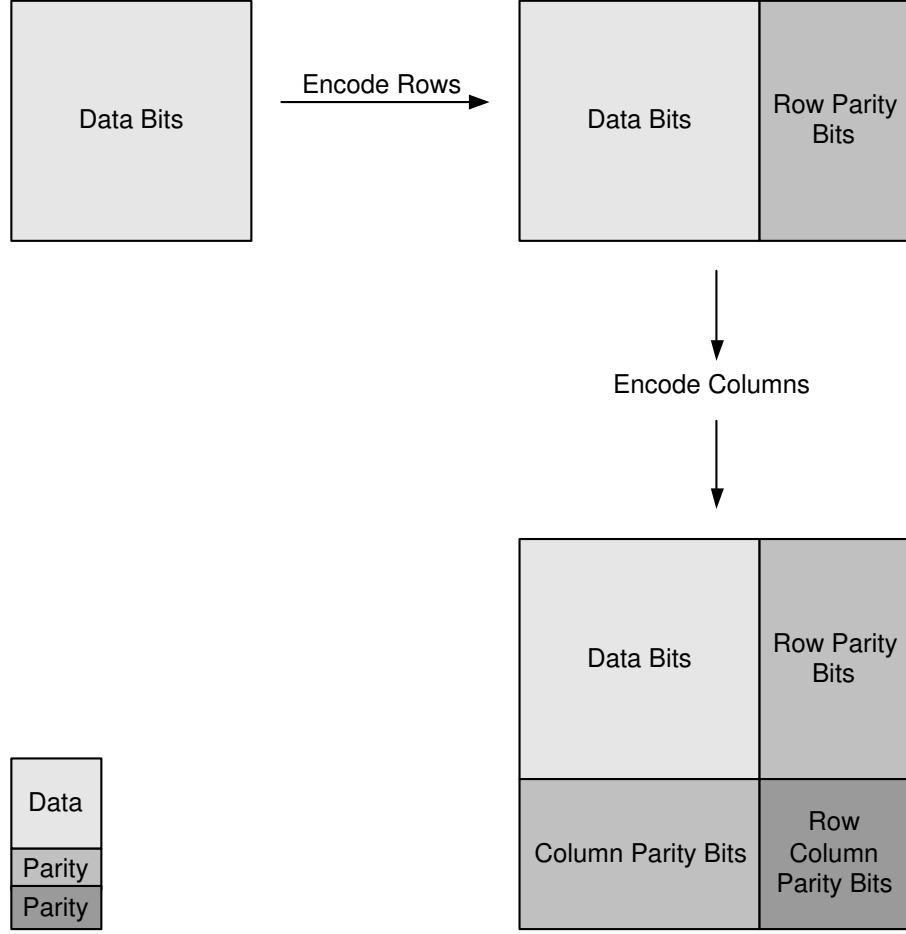 Data Bits
Encode Rows
Data Bits
Row Parity
Bits
Encode Columns
Data Bits
Row Parity
Bits
Column Parity Bits
Row
Column
Parity Bits
Data
Parity
Parity